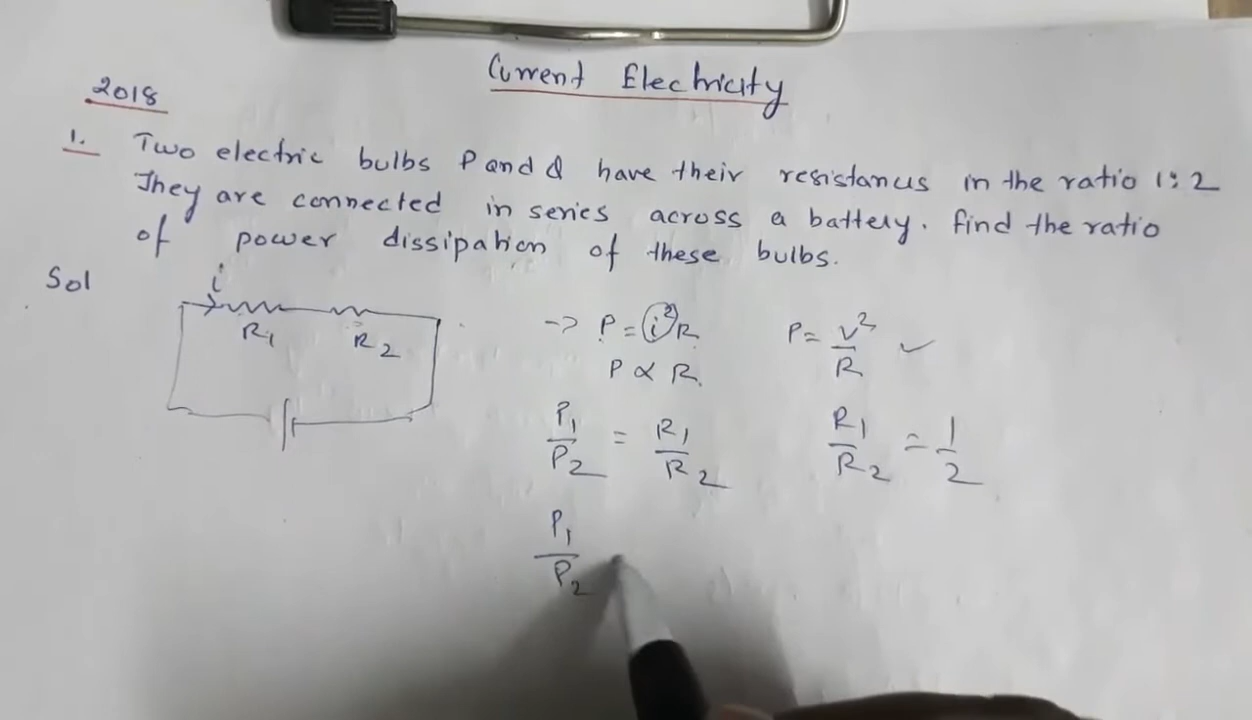 Current Electricity
2018
1. Two electric bulbs P and Q have their resistances in the ratio 1:2
They are connected in series across a battery. find the ratio
of power dissipation of these bulbs.
Sol
i
R1 R2
-> P = i²R
P ∝ R.
P1/P2 = R1/R2
P1/P2
P = v²/R ✓
R1/R2 = 1/2